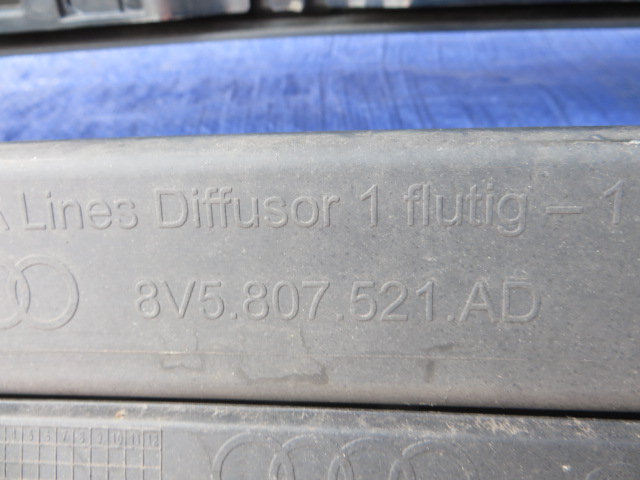 Lines Diffusor 1 flutig – 1
8V5.807.521.AD